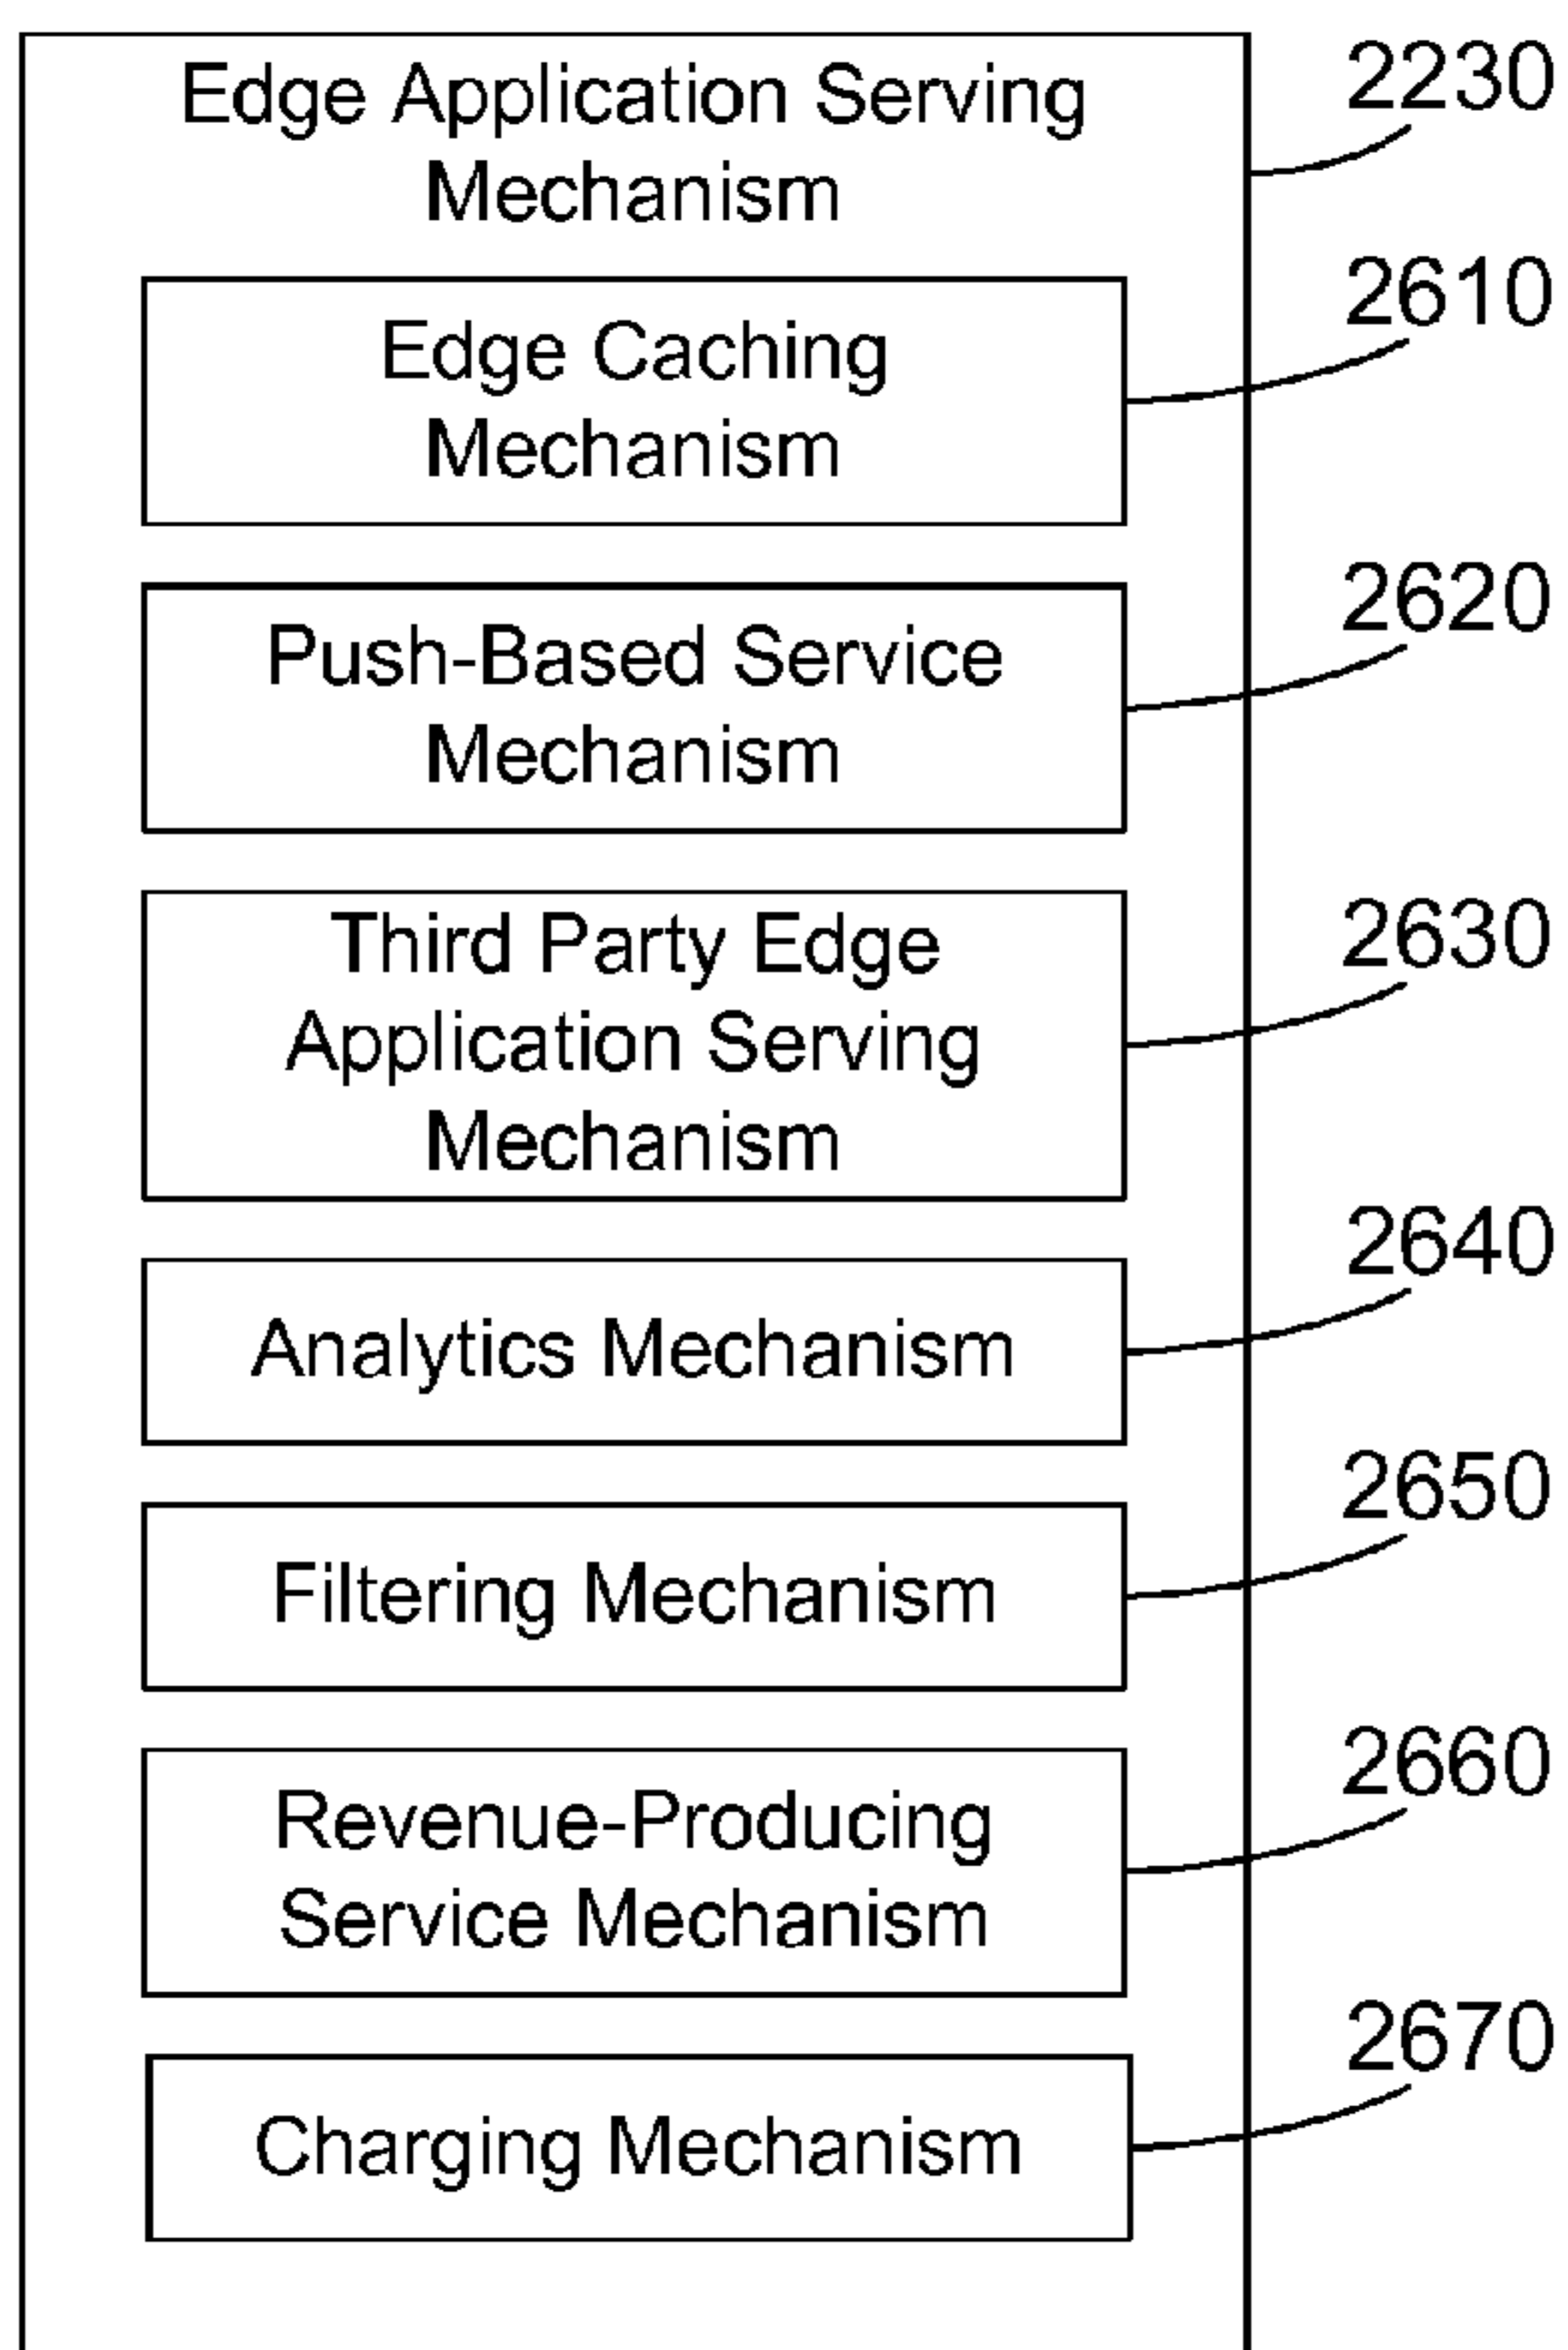 Edge Application Serving
Mechanism
2230
Edge Caching
Mechanism
2610
Push-Based Service
Mechanism
2620
Third Party Edge
Application Serving
Mechanism
2630
Analytics Mechanism
2640
Filtering Mechanism
2650
Revenue-Producing
Service Mechanism
2660
Charging Mechanism
2670